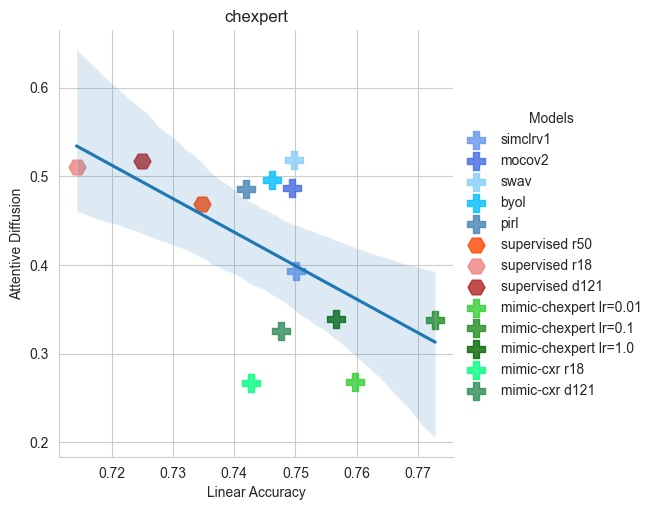 chexpert
Attentive Diffusion
0.6
0.5
0.4
0.3
0.2
0.72 0.73 0.74 0.75 0.76 0.77
Linear Accuracy
Models
simclrv1
mocov2
swav
byol
pirl
supervised r50
supervised r18
supervised d121
mimic-chexpert lr=0.01
mimic-chexpert lr=0.1
mimic-chexpert lr=1.0
mimic-cxr r18
mimic-cxr d121